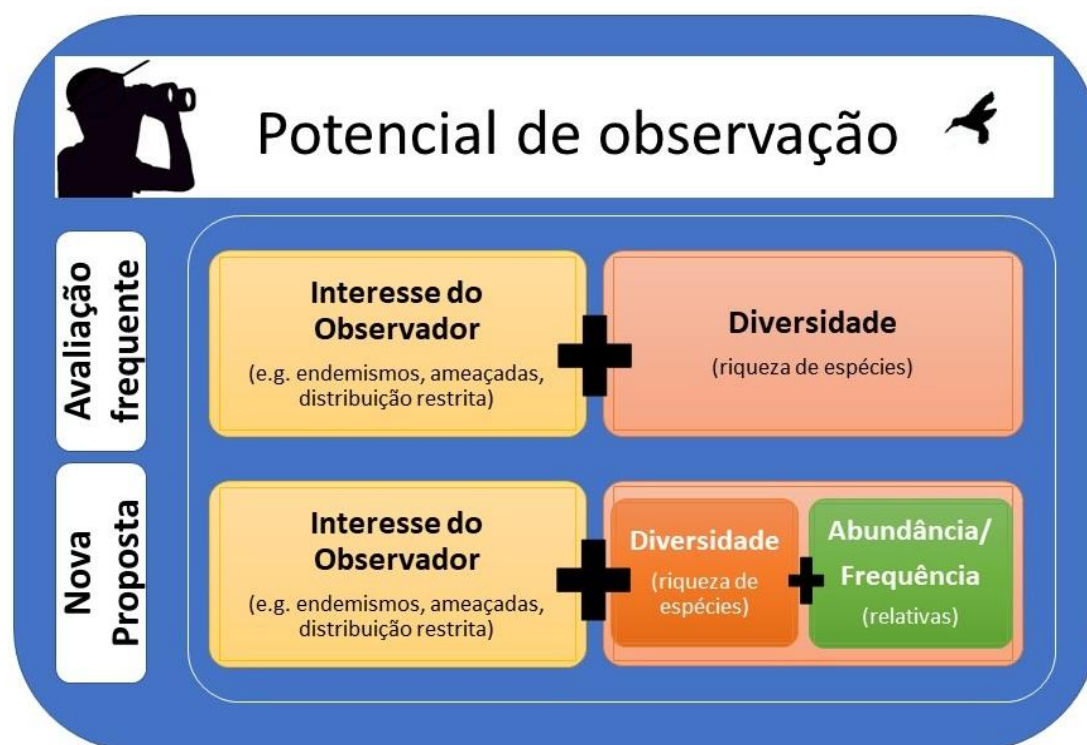 Potencial de observação
Avaliação
frequente
Interesse do
Observador
(e.g. endemismos, ameaçadas,
distribuição restrita)
Diversidade
(riqueza de espécies)
Nova
Proposta
Interesse do
Observador
(e.g. endemismos, ameaçadas,
distribuição restrita)
Diversidade
(riqueza de
espécies)
Abundância/
Frequência
(relativas)